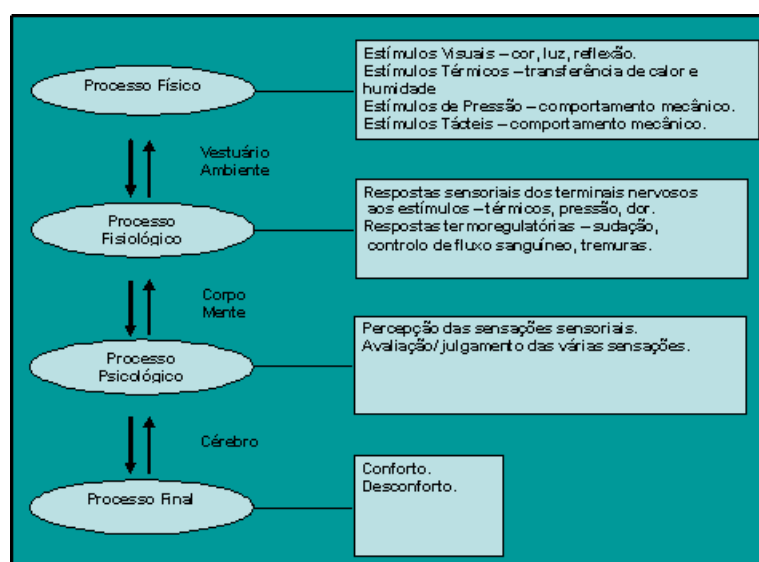 Processo Físico
Estímulos Visuais – cor, luz, reflexão.
Estímulos Térmicos – transferência de calor e
humidade
Estímulos de Pressão – comportamento mecânico.
Estímulos Tácteis – comportamento mecânico.
Vestuário
Ambiente
Processo
Fisiológico
Respostas sensoriais dos terminais nervosos
aos estímulos – térmicos, pressão, dor.
Respostas termoregulatórias – sudação,
controlo de fluxo sanguíneo, tremuras.
Corpo
Mente
Processo
Psicológico
Percepção das sensações sensoriais.
Avaliação/julgamento das várias sensações.
Cérebro
Processo Final
Conforto.
Desconforto.